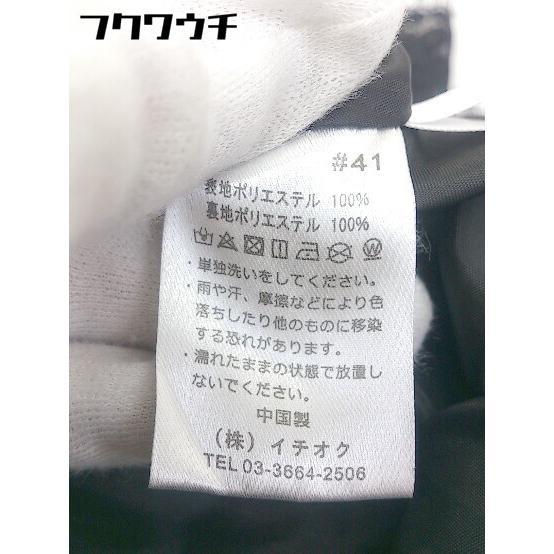 フクワウチ
#41
表地ポリエステル 100%
裏地ポリエステル 100%
・単独洗いをしてください。
・雨や汗、摩擦などにより色
落ちしたり他のものに移染
する恐れがあります。
・濡れたままの状態で放置し
ないでください。
中国製
(株) イチオク
TEL 03-3664-2506